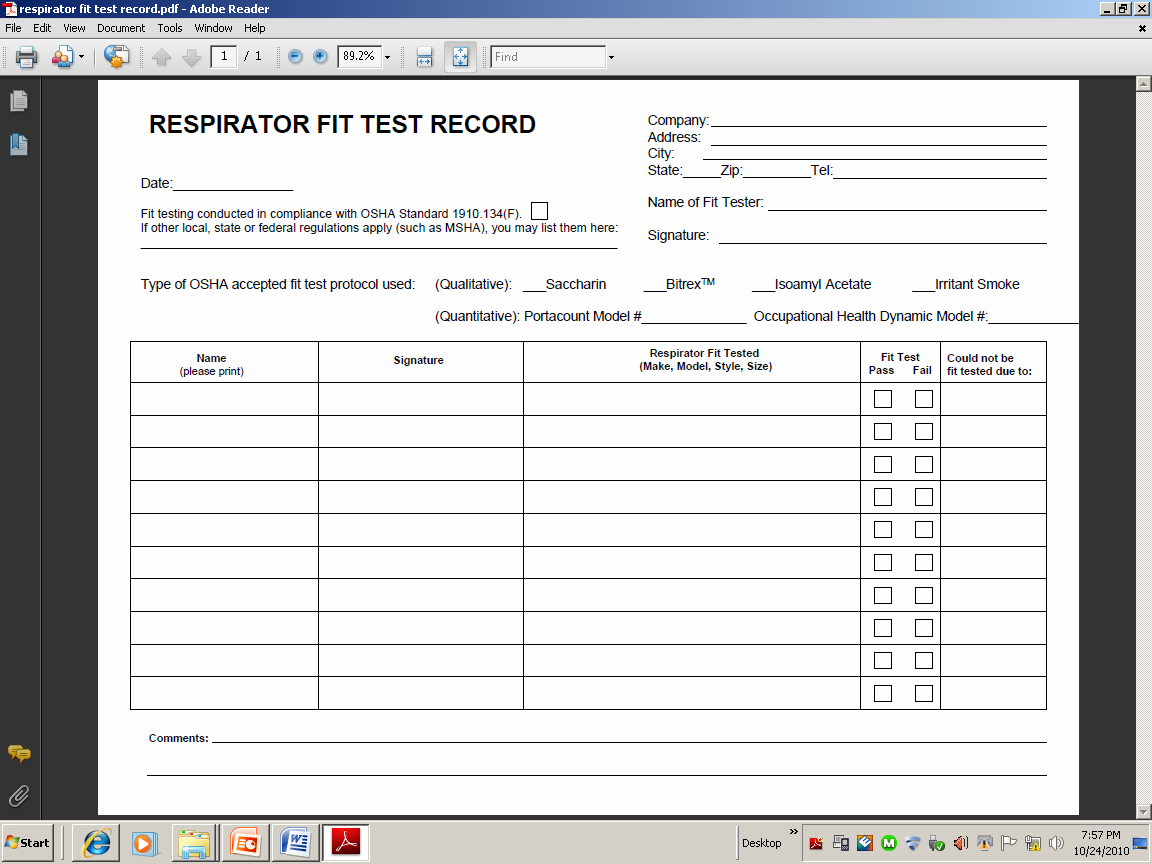 respirator fit test record.pdf - Adobe Reader
File Edit View Document Tools Window Help
1 / 1 89.2% Find
RESPIRATOR FIT TEST RECORD
Company:
Address:
City:
State:_____Zip:_________Tel:
Date:
Name of Fit Tester:
Fit testing conducted in compliance with OSHA Standard 1910.134(F).
If other local, state or federal regulations apply (such as MSHA), you may list them here:
Signature:
Type of OSHA accepted fit test protocol used: (Qualitative): ___Saccharin ___Bitrex™ ___Isoamyl Acetate ___Irritant Smoke
(Quantitative): Portacount Model #______________ Occupational Health Dynamic Model #:____________
Name Signature Respirator Fit Tested Fit Test Could not be
(please print) (Make, Model, Style, Size) Pass Fail fit tested due to:
Comments:
Start Desktop » 7:57 PM
10/24/2010